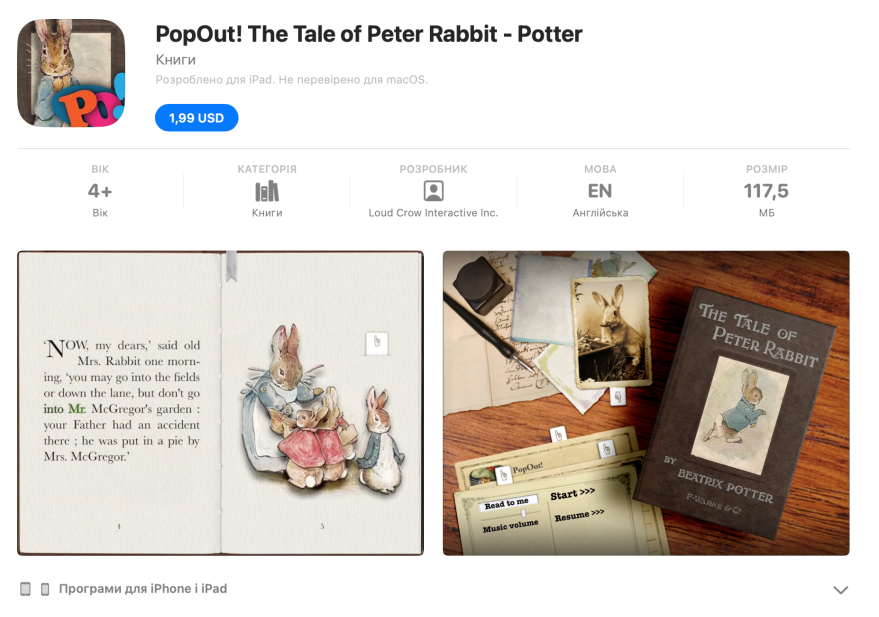 PopOut! The Tale of Peter Rabbit - Potter
Книги
Розроблено для iPad. Не перевірено для macOS.
1,99 USD
ВІК
4+
Вік
КАТЕГОРІЯ
Книги
РОЗРОБНИК
Loud Crow Interactive Inc.
МОВА
EN
Англійська
РОЗМІР
117,5
МБ
'NOW, my dears,' said old
Mrs. Rabbit one morn-
ing, 'you may go into the fields
or down the lane, but don't go
into Mr. McGregor's garden :
your Father had an accident
there ; he was put in a pie by
Mrs. McGregor.'
4
5
THE TALE OF
PETER RABBIT
BY
BEATRIX POTTER
F·WARNE & Co
PopOut!
Read to me
Music volume
Start >>>
Resume >>>
Програми для iPhone і iPad